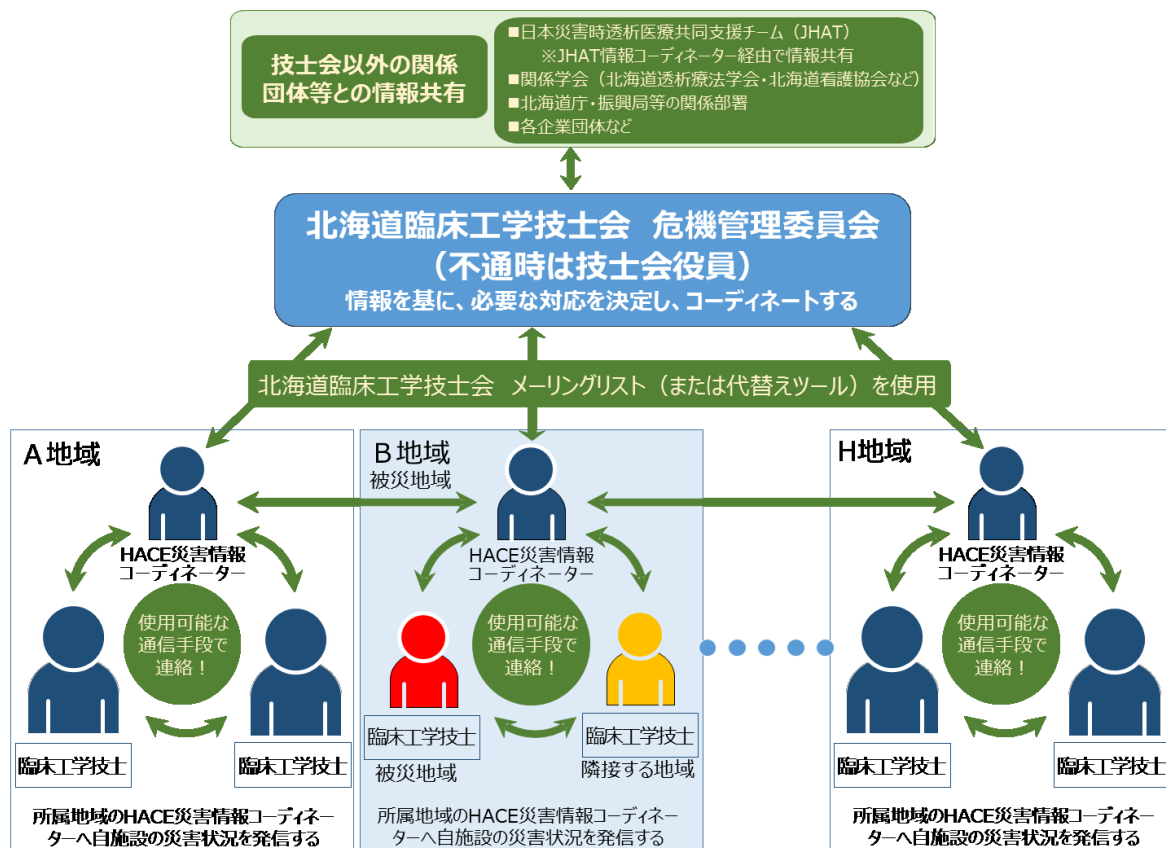 技士会以外の関係
団体等との情報共有
■日本災害時透析医療共同支援チーム（JHAT）
※JHAT情報コーディネーター経由で情報共有
■関係学会（北海道透析療法学会・北海道看護協会など）
■北海道庁・振興局等の関係部署
■各企業団体など
北海道臨床工学技士会　危機管理委員会
（不通時は技士会役員）
情報を基に、必要な対応を決定し、コーディネートする
北海道臨床工学技士会　メーリングリスト（または代替えツール）を使用
A地域
HACE災害情報
コーディネーター
使用可能な
通信手段で
連絡！
臨床工学技士
臨床工学技士
所属地域のHACE災害情報コーディネ
ーターへ自施設の災害状況を発信する
B地域
被災地域
HACE災害情報
コーディネーター
使用可能な
通信手段で
連絡！
臨床工学技士
被災地域
臨床工学技士
隣接する地域
所属地域のHACE災害情報コーディネ
ーターへ自施設の災害状況を発信する
H地域
HACE災害情報
コーディネーター
使用可能な
通信手段で
連絡！
臨床工学技士
臨床工学技士
所属地域のHACE災害情報コーディネ
ーターへ自施設の災害状況を発信する